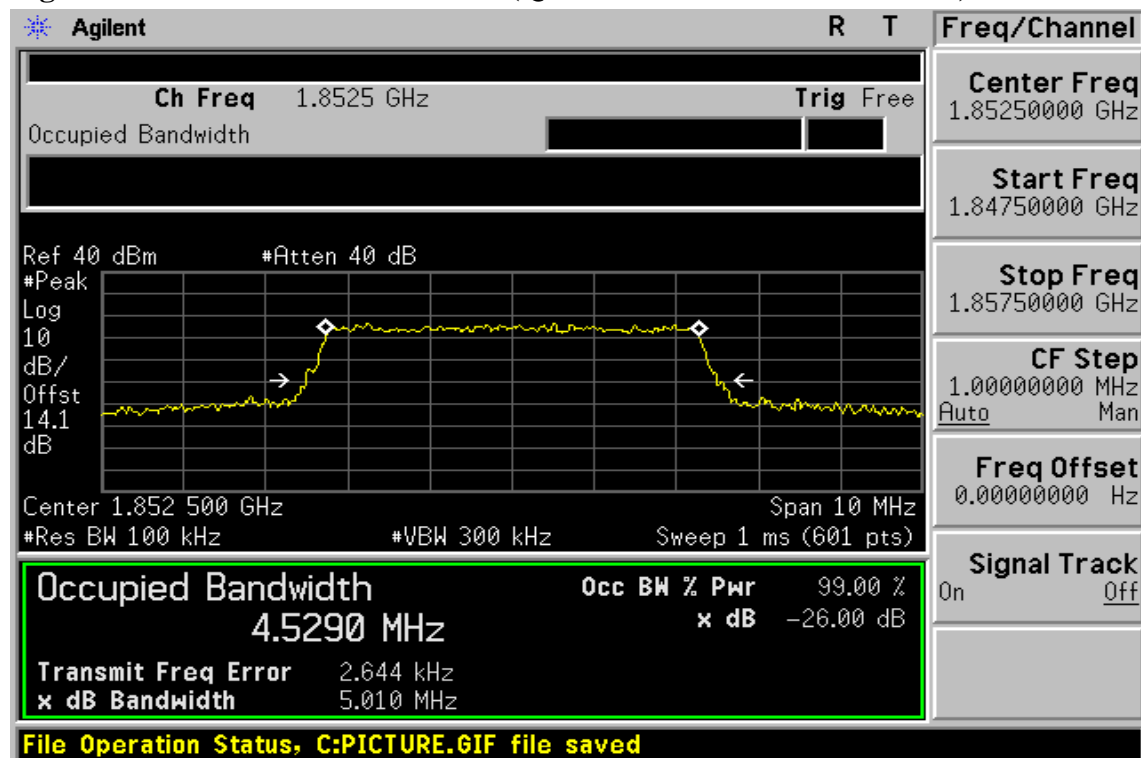 Agilent R T
Freq/Channel
Ch Freq 1.8525 GHz Trig Free
Occupied Bandwidth
Center Freq
1.85250000 GHz
Start Freq
1.84750000 GHz
Stop Freq
1.85750000 GHz
CF Step
1.00000000 MHz
Auto Man
Freq Offset
0.00000000 Hz
Signal Track
On Off
Ref 40 dBm #Atten 40 dB
#Peak
Log
10
dB/
Offst
14.1
dB
Center 1.852 500 GHz Span 10 MHz
#Res BW 100 kHz #VBW 300 kHz Sweep 1 ms (601 pts)
Occupied Bandwidth
4.5290 MHz
Occ BW % Pwr 99.00 %
x dB -26.00 dB
Transmit Freq Error 2.644 kHz
x dB Bandwidth 5.010 MHz
File Operation Status, C:PICTURE.GIF file saved